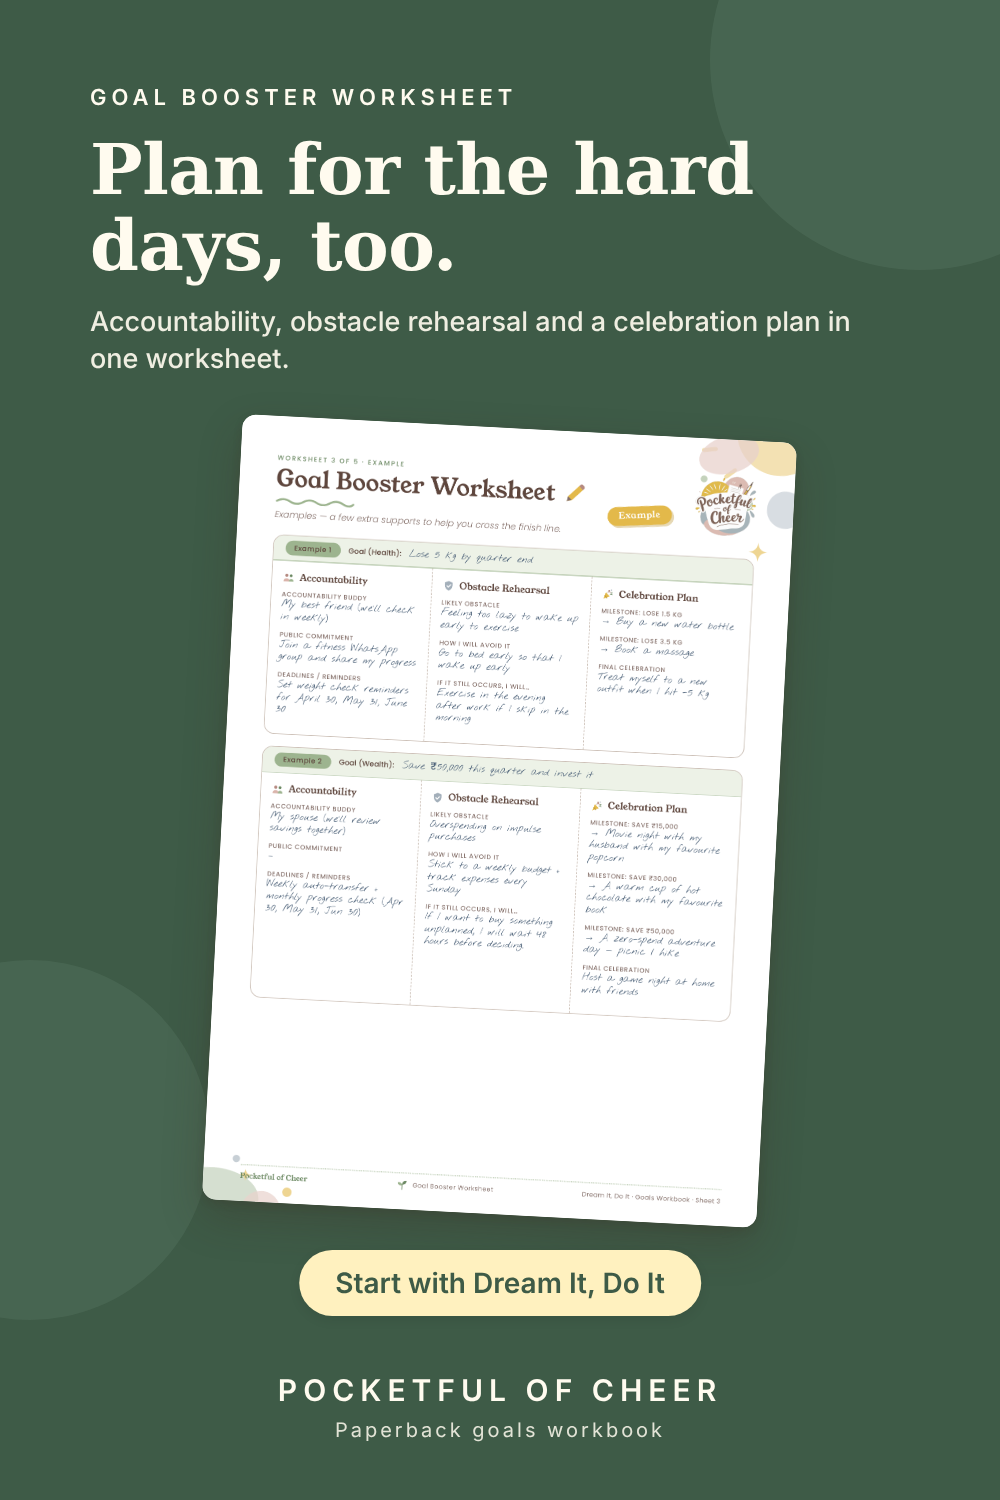 GOAL BOOSTER WORKSHEET
Plan for the hard
days, too.
Accountability, obstacle rehearsal and a celebration plan in
one worksheet.
WORKSHEET 3 OF 5 · EXAMPLE
Goal Booster Worksheet
Examples — a few extra supports to help you cross the finish line.
Example
Pocketful
of
Cheer
Example 1 Goal (Health): Lose 5 Kg by quarter end
Accountability
ACCOUNTABILITY BUDDY
My best friend (we'll check
in weekly)
PUBLIC COMMITMENT
Join a fitness WhatsApp
group and share my progress
DEADLINES / REMINDERS
Set weight check reminders
for April 30, May 31, June
30
Obstacle Rehearsal
LIKELY OBSTACLE
Feeling too lazy to wake up
early to exercise
HOW I WILL AVOID IT
Go to bed early so that I
wake up early
IF IT STILL OCCURS, I WILL...
Exercise in the evening
after work if I skip in the
morning
Celebration Plan
MILESTONE: LOSE 1.5 KG
→ Buy a new water bottle
MILESTONE: LOSE 3.5 KG
→ Book a massage
FINAL CELEBRATION
Treat myself to a new
outfit when I hit -5 Kg
Example 2 Goal (Wealth): Save ₹50,000 this quarter and invest it
Accountability
ACCOUNTABILITY BUDDY
My spouse (we'll review
savings together)
PUBLIC COMMITMENT
–
DEADLINES / REMINDERS
Weekly auto-transfer +
monthly progress check (Apr
30, May 31, Jun 30)
Obstacle Rehearsal
LIKELY OBSTACLE
Overspending on impulse
purchases
HOW I WILL AVOID IT
Stick to a weekly budget +
track expenses every
Sunday
IF IT STILL OCCURS, I WILL...
If I want to buy something
unplanned, I will wait 48
hours before deciding.
Celebration Plan
MILESTONE: SAVE ₹15,000
→ Movie night with my
husband with my favourite
popcorn
MILESTONE: SAVE ₹30,000
→ A warm cup of hot
chocolate with my favourite
book
MILESTONE: SAVE ₹50,000
→ A zero-spend adventure
day – picnic / hike
FINAL CELEBRATION
Host a game night at home
with friends
Pocketful of Cheer
Goal Booster Worksheet
Dream It, Do It · Goals Workbook · Sheet 3
Start with Dream It, Do It
POCKETFUL OF CHEER
Paperback goals workbook